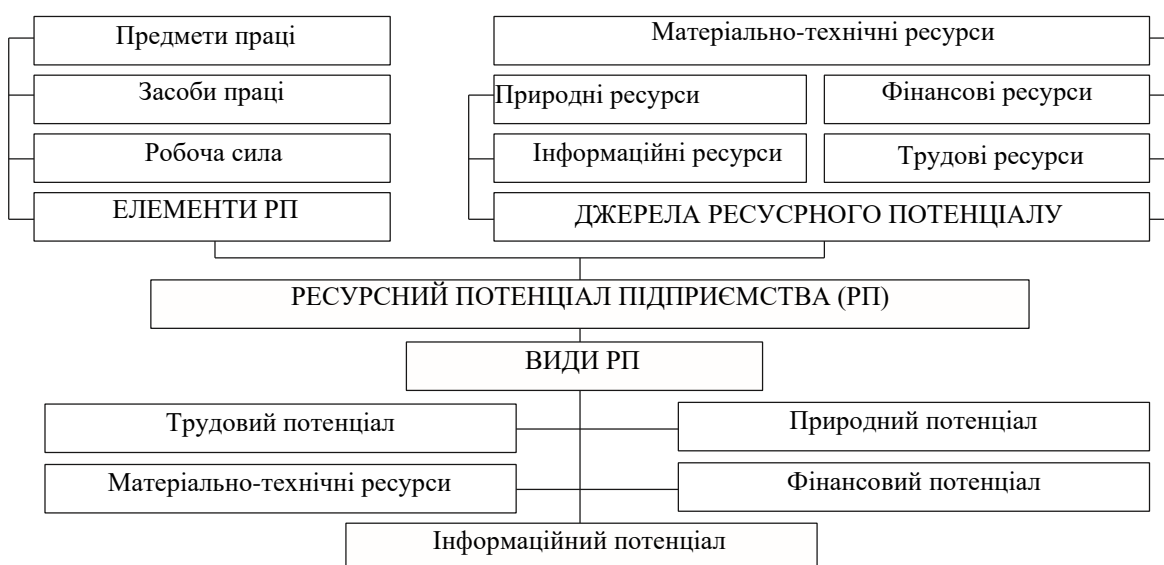 Предмети праці
Матеріально-технічні ресурси
Засоби праці
Природні ресурси
Фінансові ресурси
Робоча сила
Інформаційні ресурси
Трудові ресурси
ЕЛЕМЕНТИ РП
ДЖЕРЕЛА РЕСУСРНОГО ПОТЕНЦІАЛУ
РЕСУРСНИЙ ПОТЕНЦІАЛ ПІДПРИЄМСТВА (РП)
ВИДИ РП
Трудовий потенціал
Природний потенціал
Матеріально-технічні ресурси
Фінансовий потенціал
Інформаційний потенціал